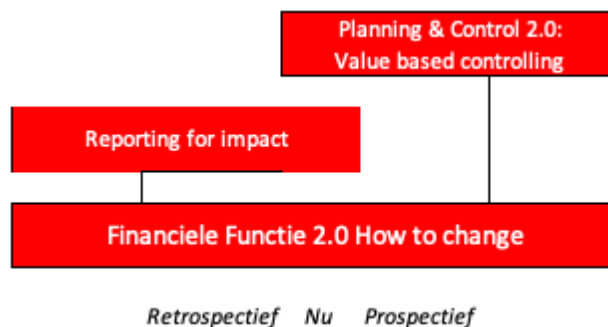 Planning & Control 2.0:
Value based controlling
Reporting for impact
Financiele Functie 2.0 How to change
Retrospectief Nu Prospectief